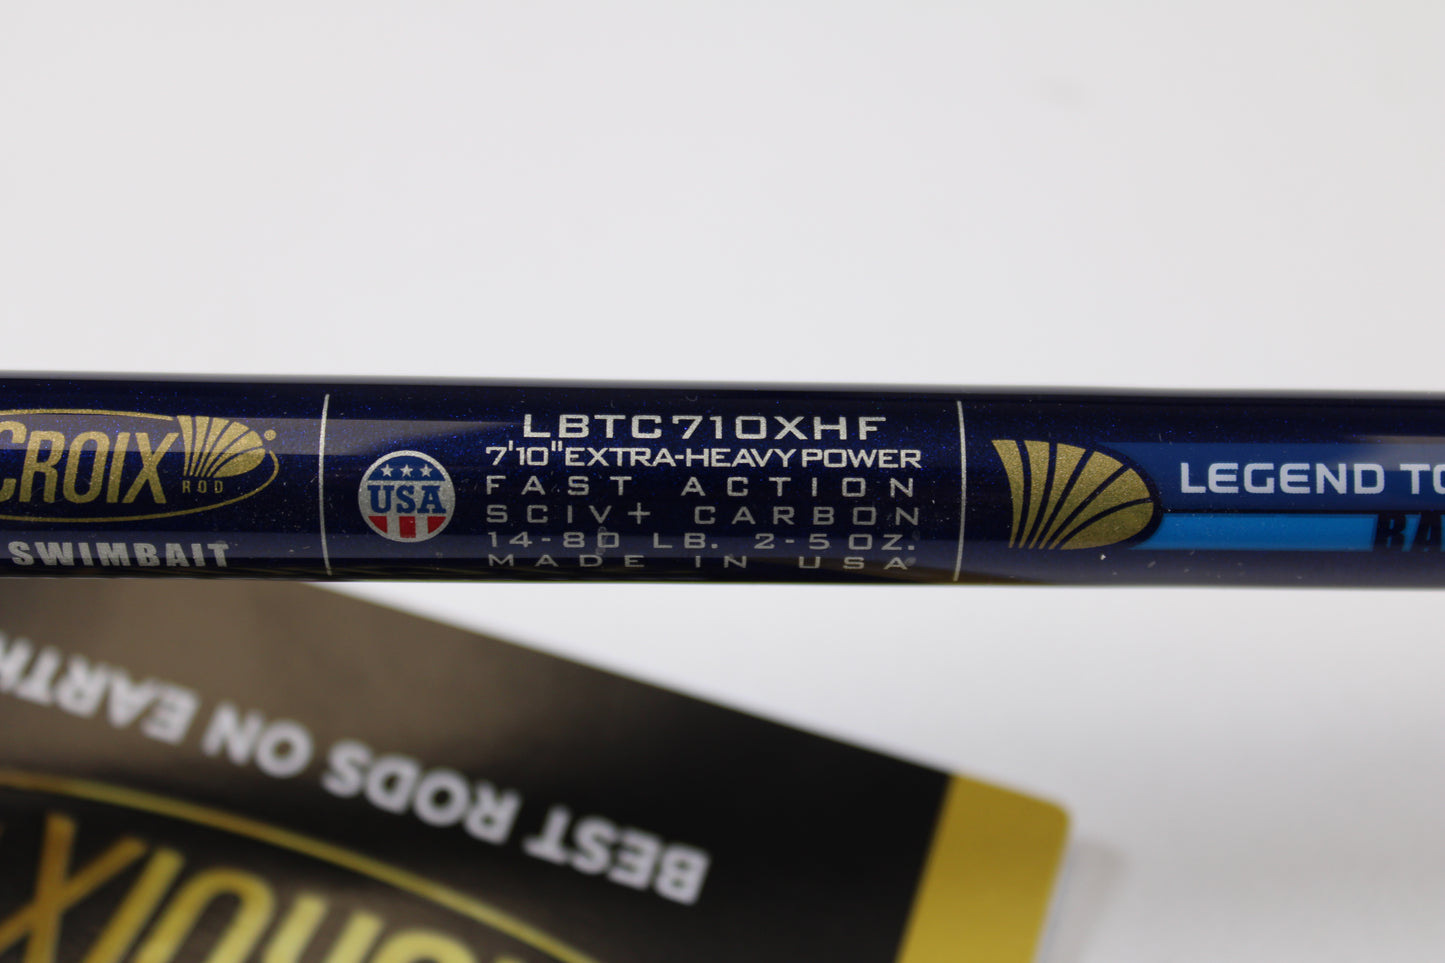 CROIX
ROD
SWIMBAIT
USA
LBTC710XHF
7'10" EXTRA-HEAVY POWER
FAST ACTION
SCIV+ CARBON
14-80 LB. 2-5 OZ.
MADE IN USA
LEGEND TO
BA
BEST RODS ON EARTH